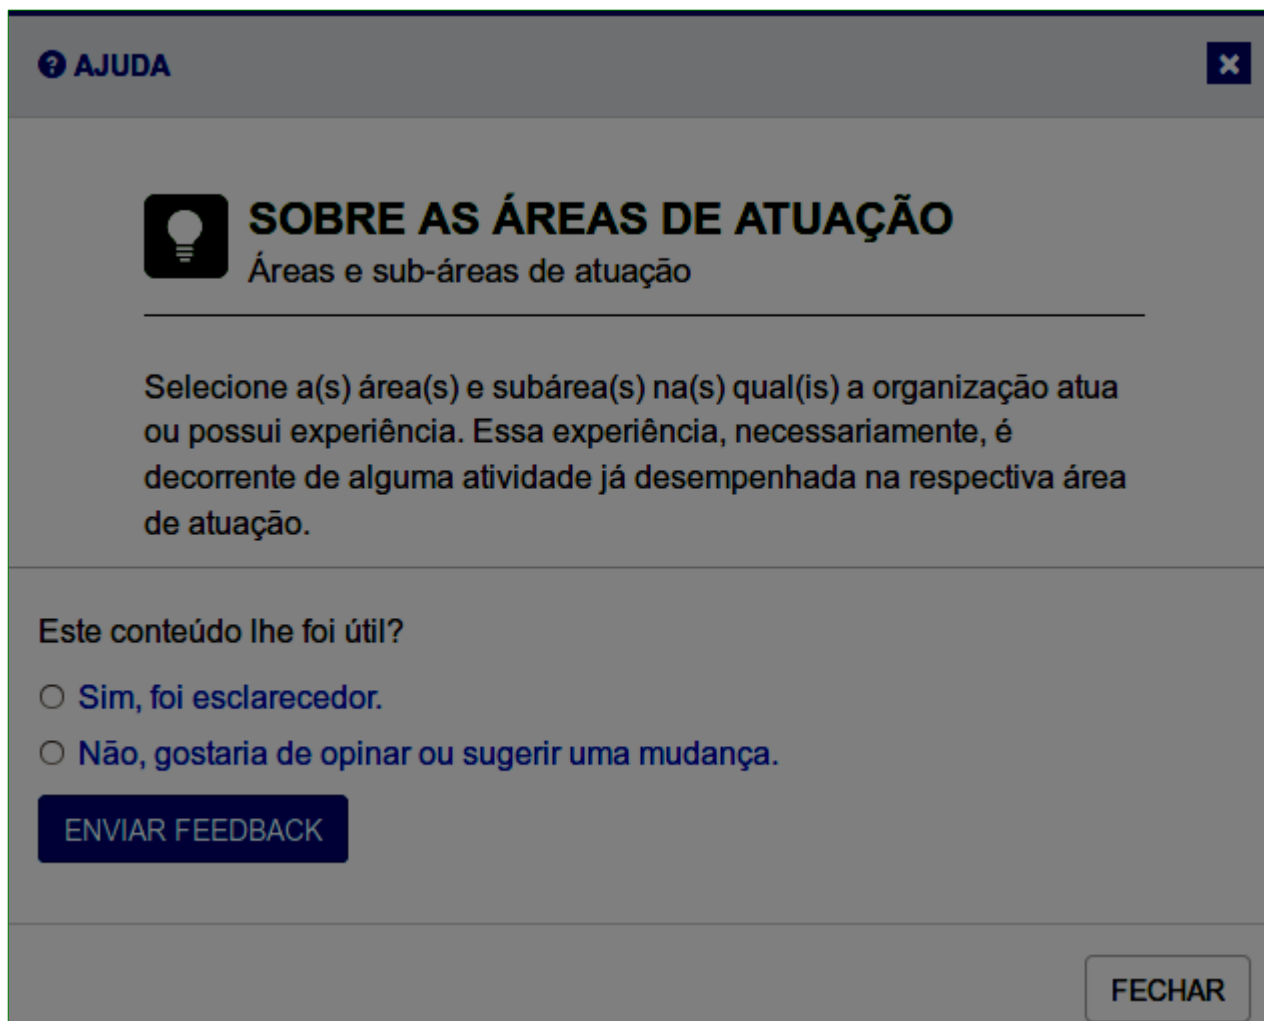 AJUDA
SOBRE AS ÁREAS DE ATUAÇÃO
Áreas e sub-áreas de atuação
Selecione a(s) área(s) e subárea(s) na(s) qual(is) a organização atua
ou possui experiência. Essa experiência, necessariamente, é
decorrente de alguma atividade já desempenhada na respectiva área
de atuação.
Este conteúdo lhe foi útil?
Sim, foi esclarecedor.
Não, gostaria de opinar ou sugerir uma mudança.
ENVIAR FEEDBACK
FECHAR